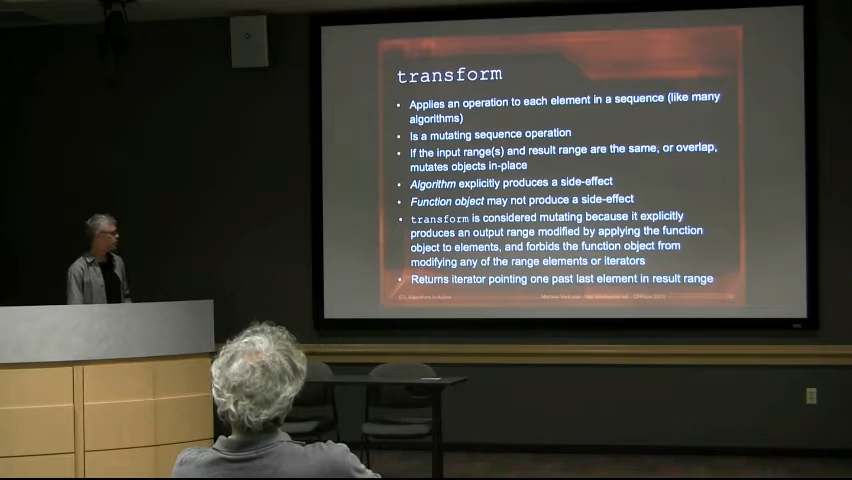 transform
• Applies an operation to each element in a sequence (like many
algorithms)
• Is a mutating sequence operation
• If the input range(s) and result range are the same, or overlap,
mutates objects in-place
• Algorithm explicitly produces a side-effect
• Function object may not produce a side-effect
• transform is considered mutating because it explicitly
produces an output range modified by applying the function
object to elements, and forbids the function object from
modifying any of the range elements or iterators
• Returns iterator pointing one past last element in result range
STL Algorithms in Action